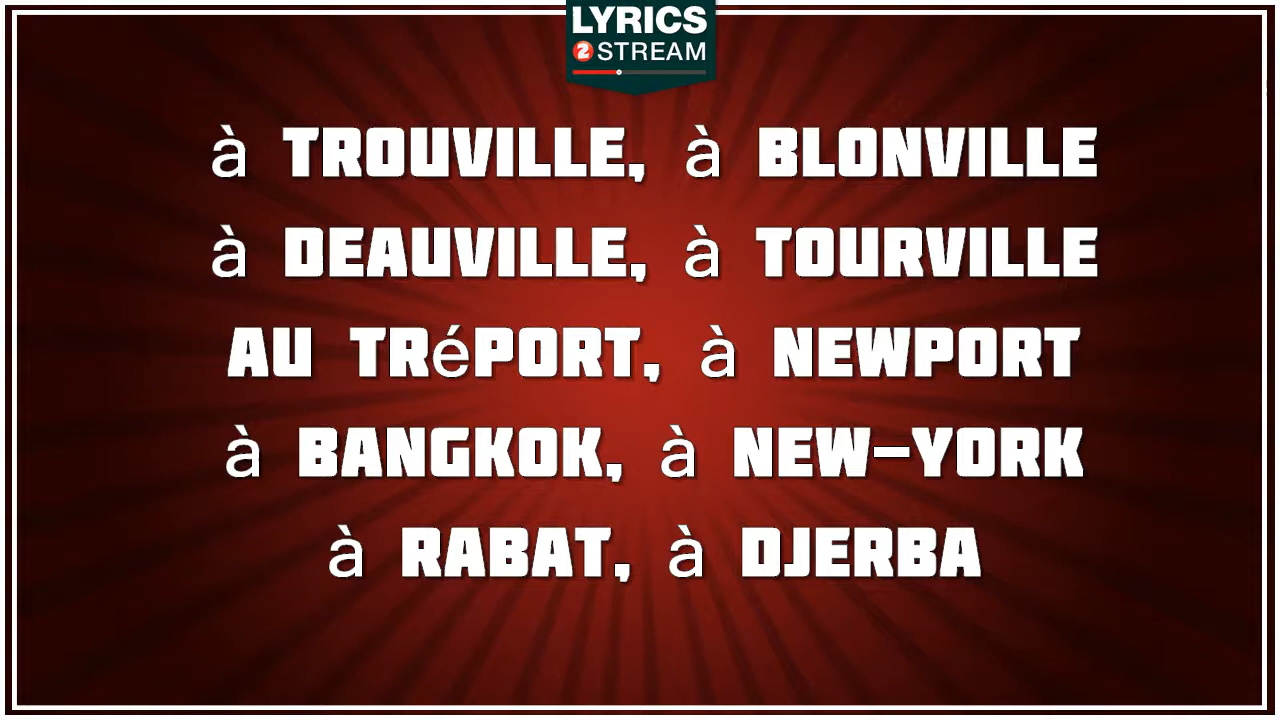 LYRICS
2 STREAM
à TROUVILLE, à BLONVILLE
à DEAUVILLE, à TOURVILLE
AU TRéPORT, à NEWPORT
à BANGKOK, à NEW-YORK
à RABAT, à DJERBA